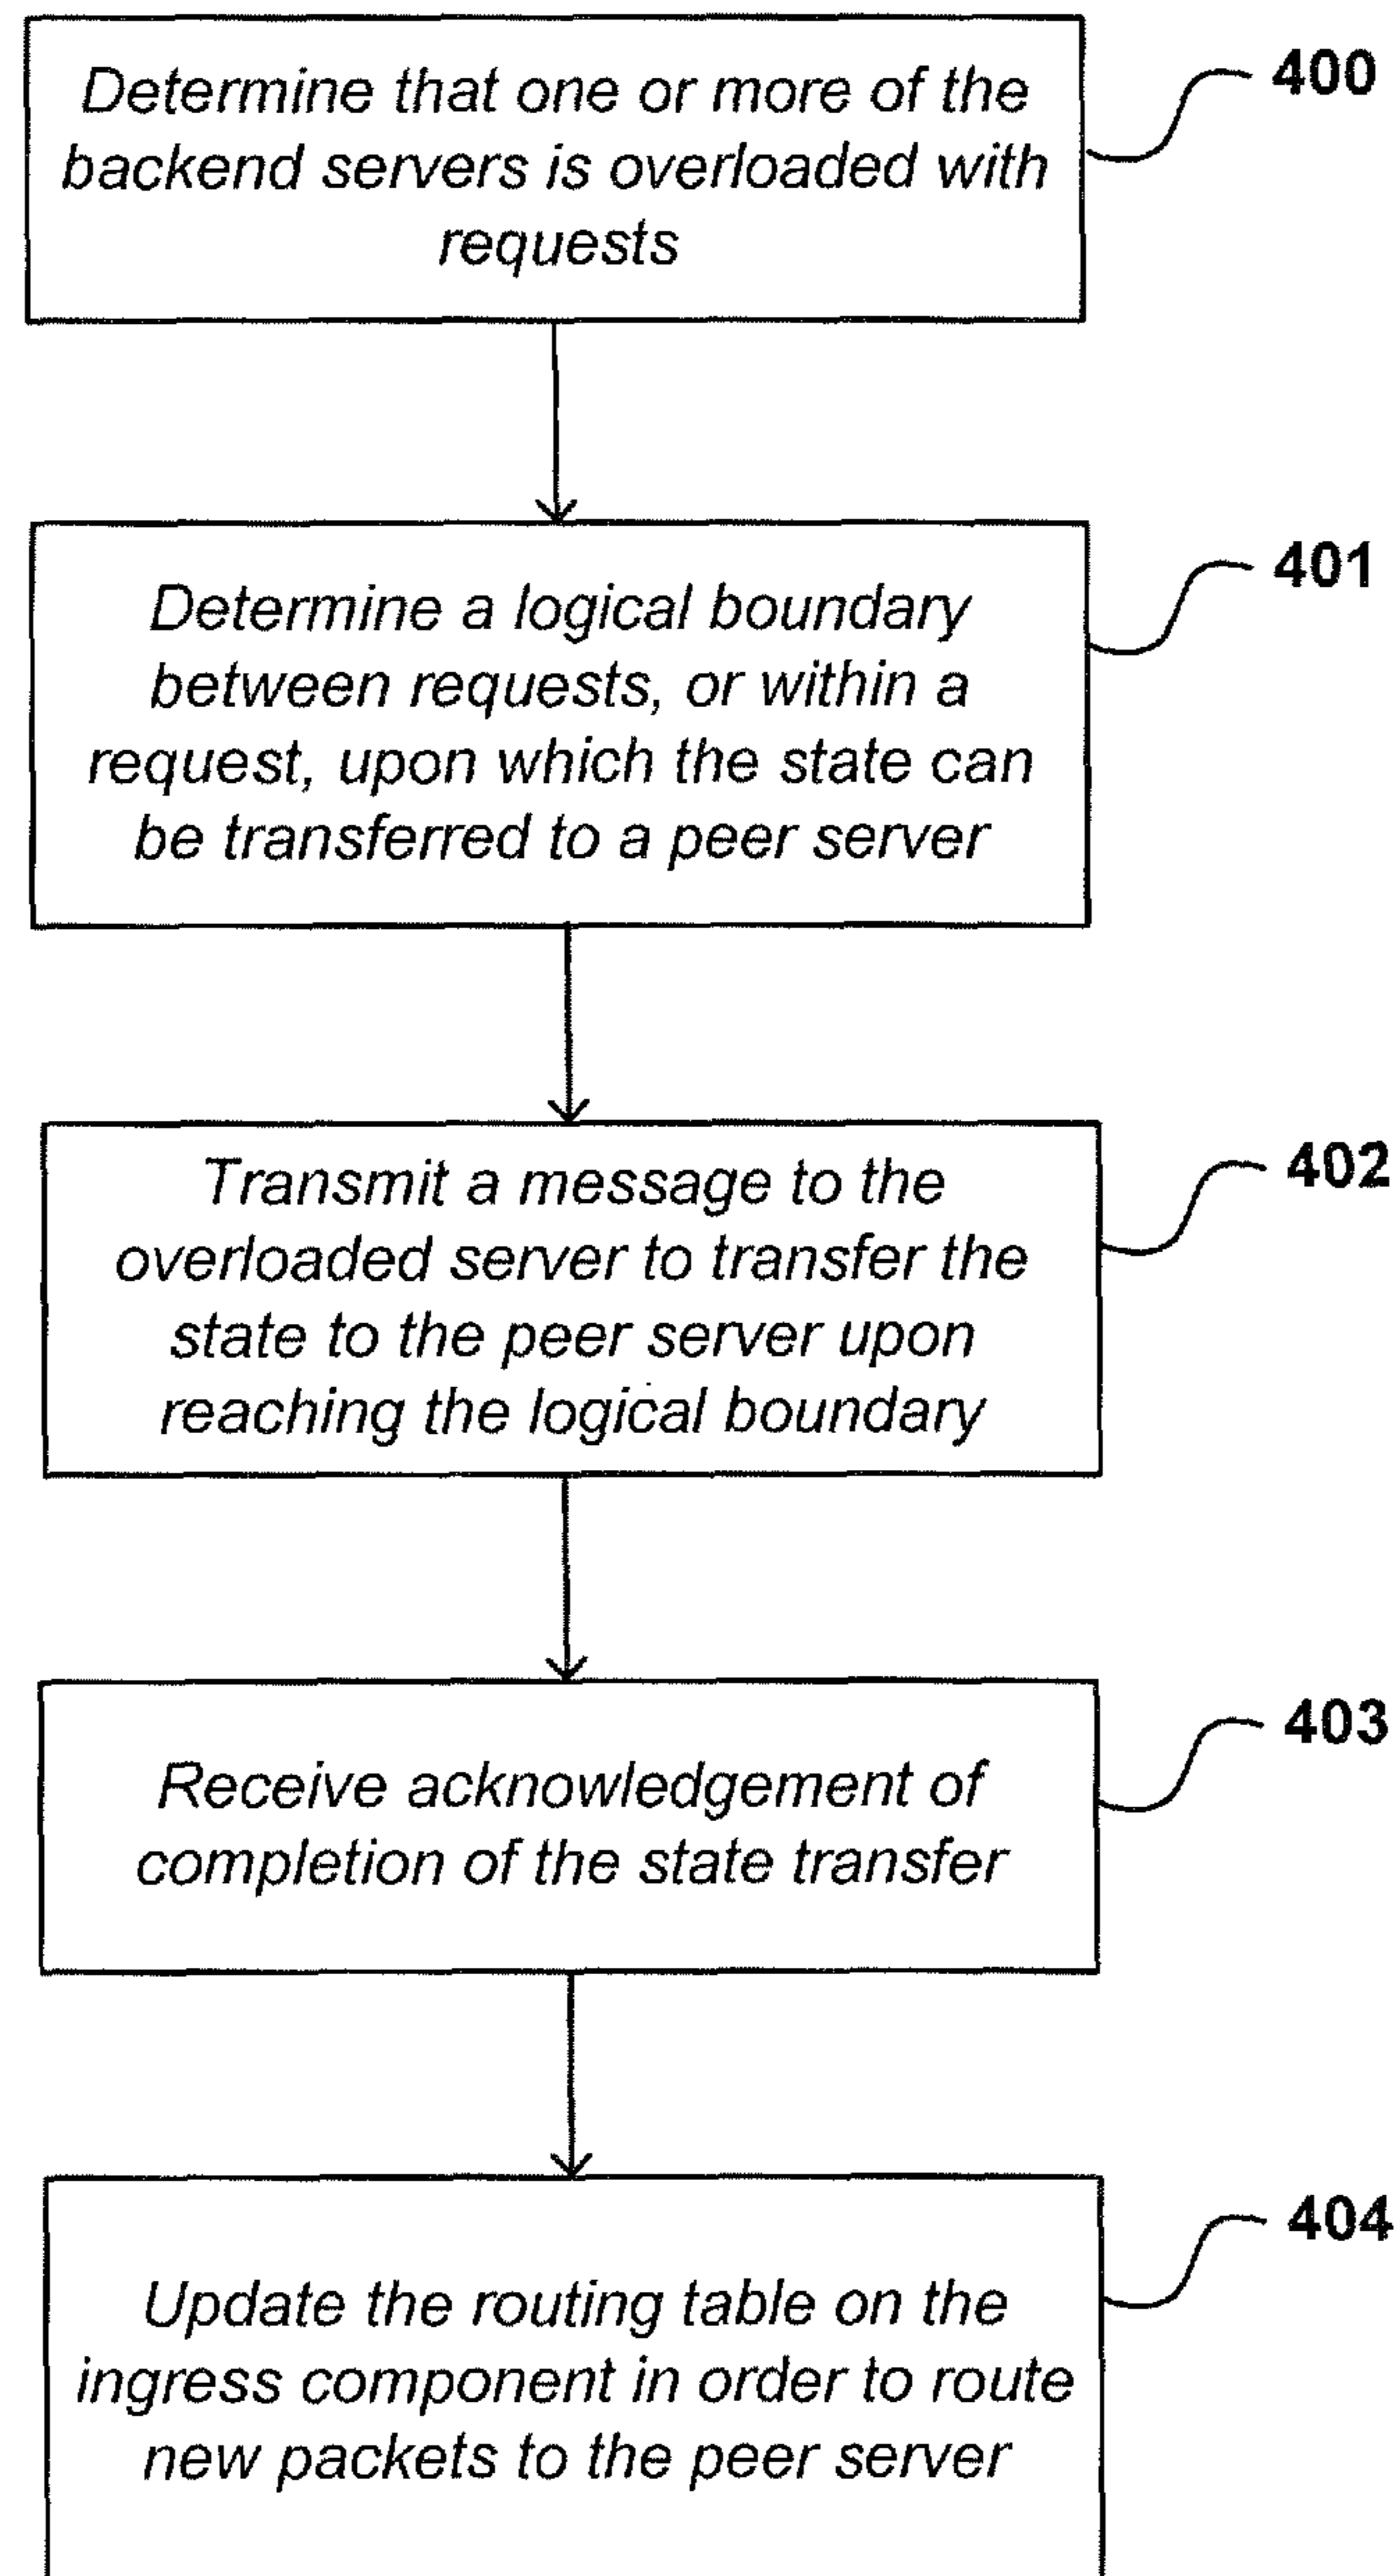 Determine that one or more of the
backend servers is overloaded with
requests
400
Determine a logical boundary
between requests, or within a
request, upon which the state can
be transferred to a peer server
401
Transmit a message to the
overloaded server to transfer the
state to the peer server upon
reaching the logical boundary
402
Receive acknowledgement of
completion of the state transfer
403
Update the routing table on the
ingress component in order to route
new packets to the peer server
404